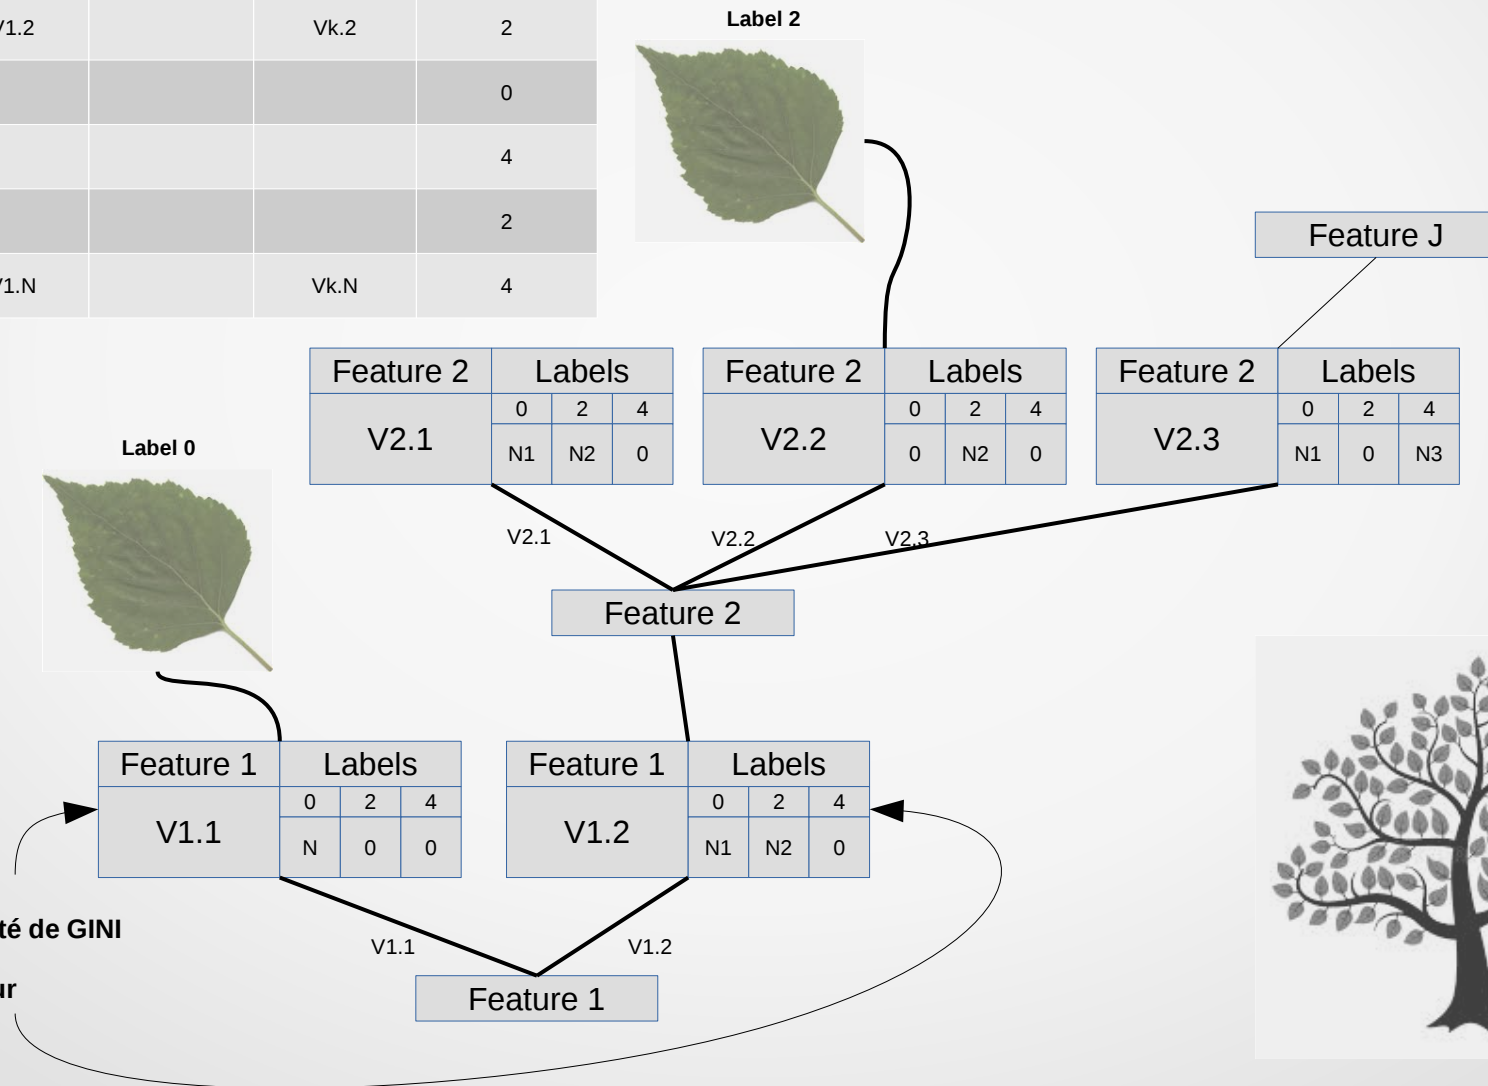 V1.2 Vk.2 2
0
4
2
V1.N Vk.N 4
Label 2
Feature J
Feature 2 Labels
0 2 4
V2.1
N1 N2 0
Feature 2 Labels
0 2 4
V2.2
0 N2 0
Feature 2 Labels
0 2 4
V2.3
N1 0 N3
Label 0
V2.1 V2.2 V2.3
Feature 2
Feature 1 Labels
0 2 4
V1.1
N 0 0
Feature 1 Labels
0 2 4
V1.2
N1 N2 0
té de GINI
V1.1 V1.2
ur
Feature 1